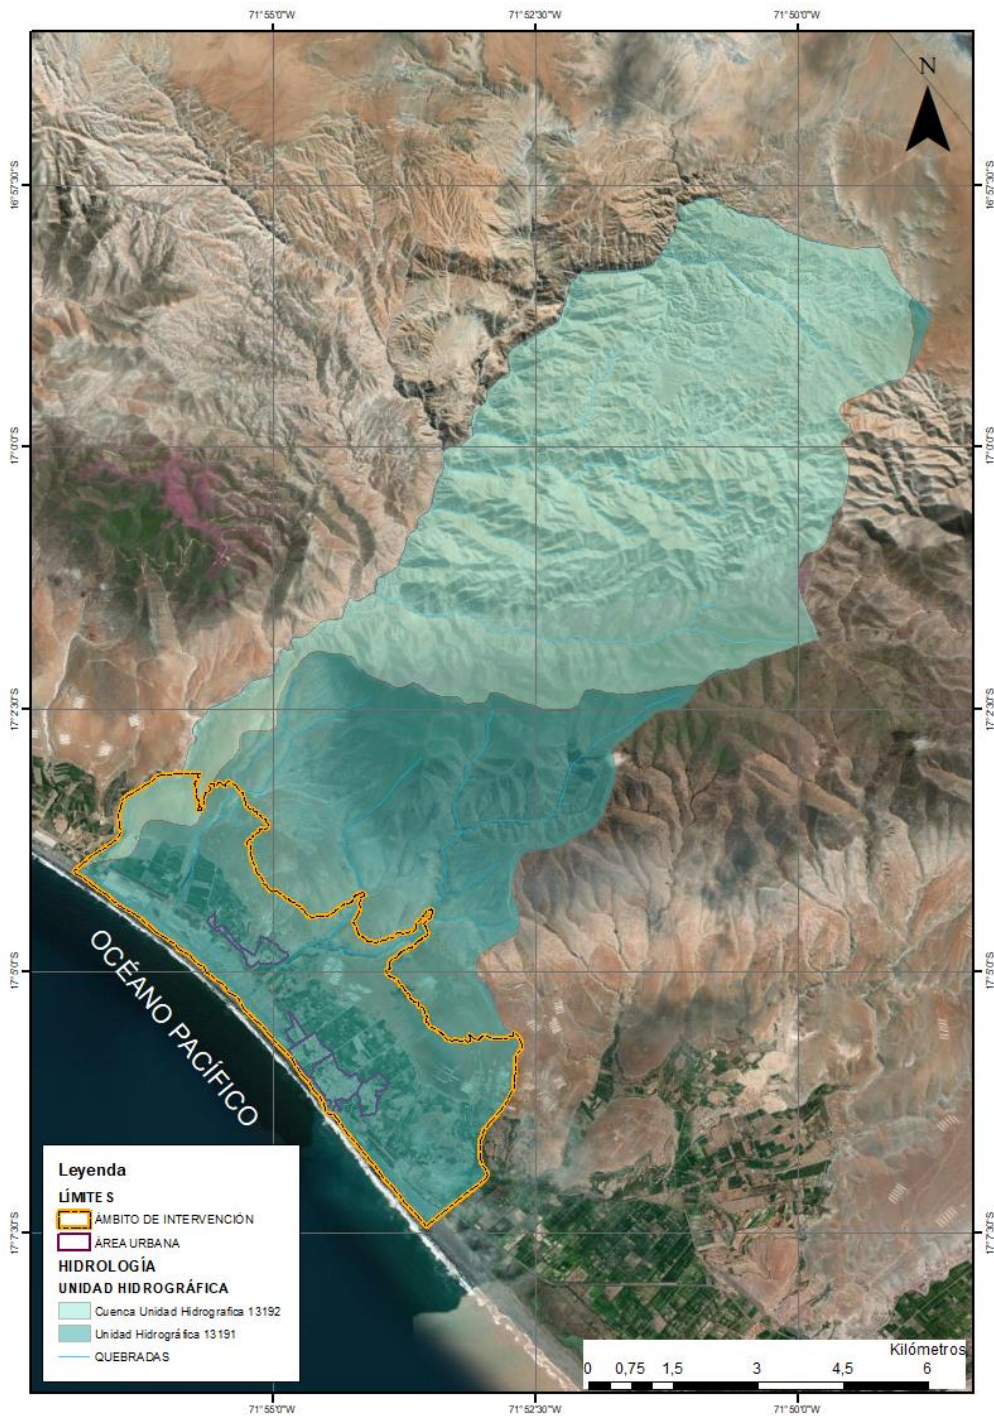 71°55'0"W
71°52'30"W
71°50'0"W
N
16°57'30"S
16°57'30"S
17°0'0"S
17°0'0"S
17°2'30"S
17°2'30"S
17°5'0"S
17°5'0"S
17°7'30"S
17°7'30"S
OCÉANO PACÍFICO
Leyenda
LÍMITES
ÁMBITO DE INTERVENCIÓN
ÁREA URBANA
HIDROLOGÍA
UNIDAD HIDROGRÁFICA
Cuenca Unidad Hidrografica 13192
Unidad Hidrográfica 13191
QUEBRADAS
Kilómetros
0 0,75 1,5 3 4,5 6
71°55'0"W
71°52'30"W
71°50'0"W